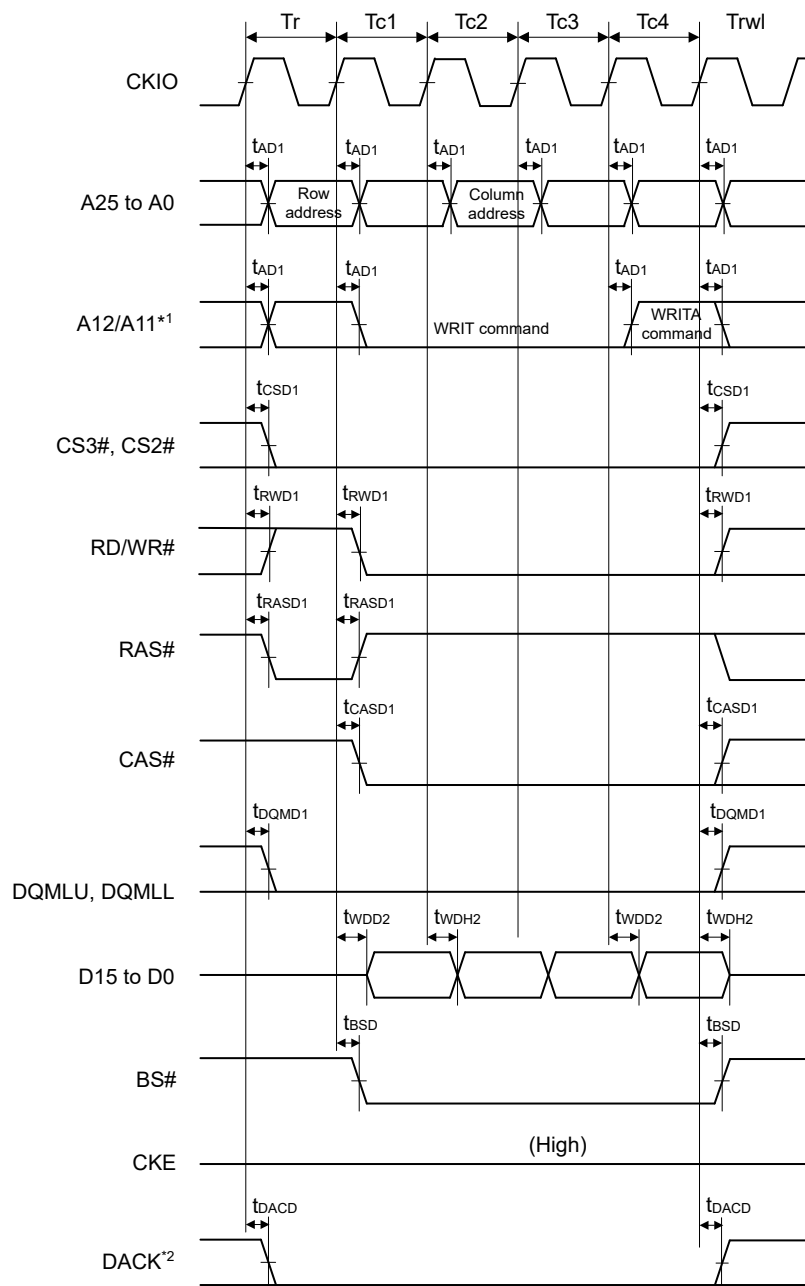 Tr Tc1 Tc2 Tc3 Tc4 Trwl
CKIO
tAD1 tAD1 tAD1 tAD1 tAD1 tAD1
A25 to A0
Row
address
Column
address
tAD1 tAD1 tAD1 tAD1
A12/A11*1
WRIT command
WRITA
command
tCSD1 tCSD1
CS3#, CS2#
tRWD1 tRWD1 tRWD1
RD/WR#
tRASD1 tRASD1
RAS#
tCASD1 tCASD1
CAS#
tDQMD1 tDQMD1
DQMLU, DQMLL
tWDD2 tWDH2 tWDD2 tWDH2
D15 to D0
tBSD tBSD
BS#
(High)
CKE
tDACD tDACD
DACK*2